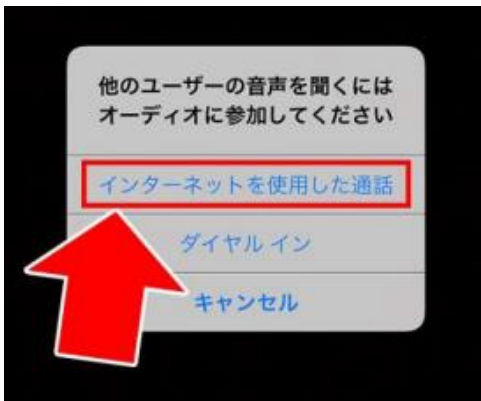 他のユーザーの音声を聞くには
オーディオに参加してください
インターネットを使用した通話
ダイヤル イン
キャンセル